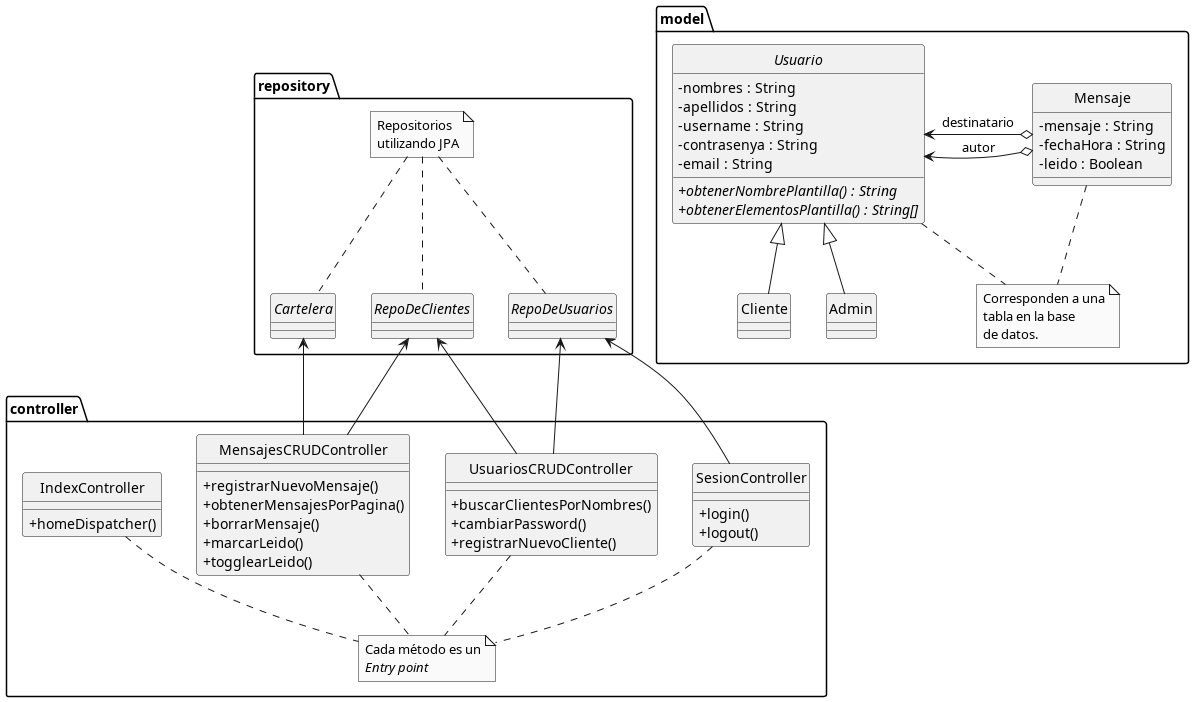 model
Usuario
-nombres : String
-apellidos : String
-username : String
-contrasenya : String
-email : String
+obtenerNombrePlantilla() : String
+obtenerElementosPlantilla() : String[]
destinatario
autor
Mensaje
-mensaje : String
-fechaHora : String
-leido : Boolean
Cliente
Admin
Corresponden a una
tabla en la base
de datos.
repository
Repositorios
utilizando JPA
Cartelera
RepoDeClientes
RepoDeUsuarios
controller
IndexController
+homeDispatcher()
MensajesCRUDController
+registrarNuevoMensaje()
+obtenerMensajesPorPagina()
+borrarMensaje()
+marcarLeido()
+togglearLeido()
UsuariosCRUDController
+buscarClientesPorNombres()
+cambiarPassword()
+registrarNuevoCliente()
SesionController
+login()
+logout()
Cada método es un
Entry point